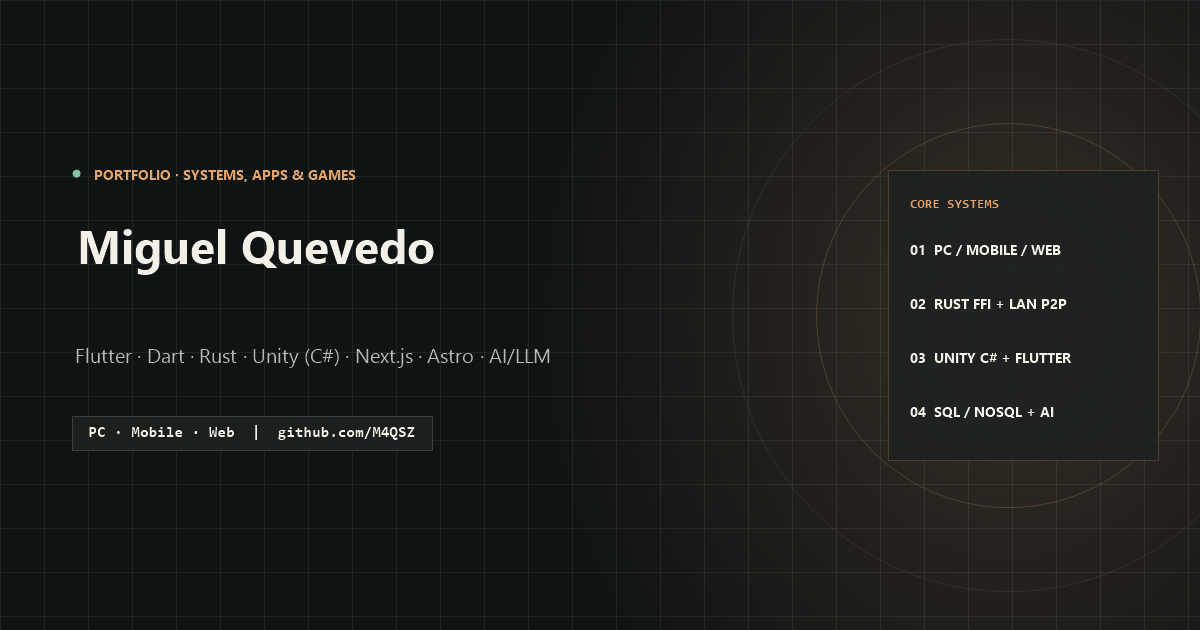 PORTFOLIO · SYSTEMS, APPS & GAMES
Miguel Quevedo
Flutter · Dart · Rust · Unity (C#) · Next.js · Astro · AI/LLM
PC · Mobile · Web | github.com/M4QSZ
CORE SYSTEMS
01 PC / MOBILE / WEB
02 RUST FFI + LAN P2P
03 UNITY C# + FLUTTER
04 SQL / NOSQL + AI